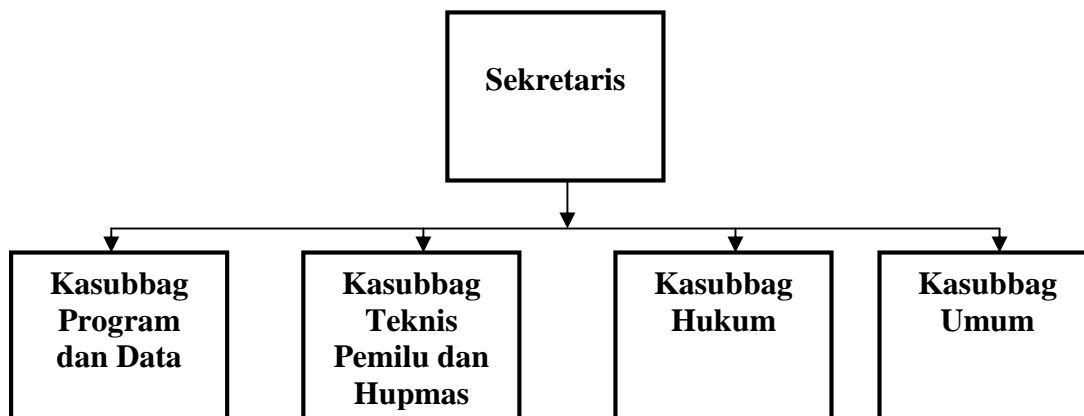 Sekretaris
Kasubbag
Program
dan Data
Kasubbag
Teknis
Pemilu dan
Hupmas
Kasubbag
Hukum
Kasubbag
Umum